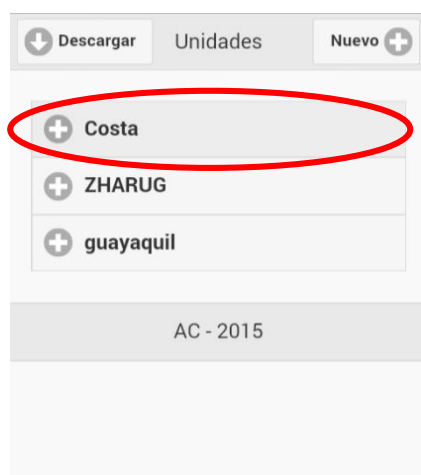 Descargar Unidades Nuevo
Costa
ZHARUG
guayaquil
AC - 2015